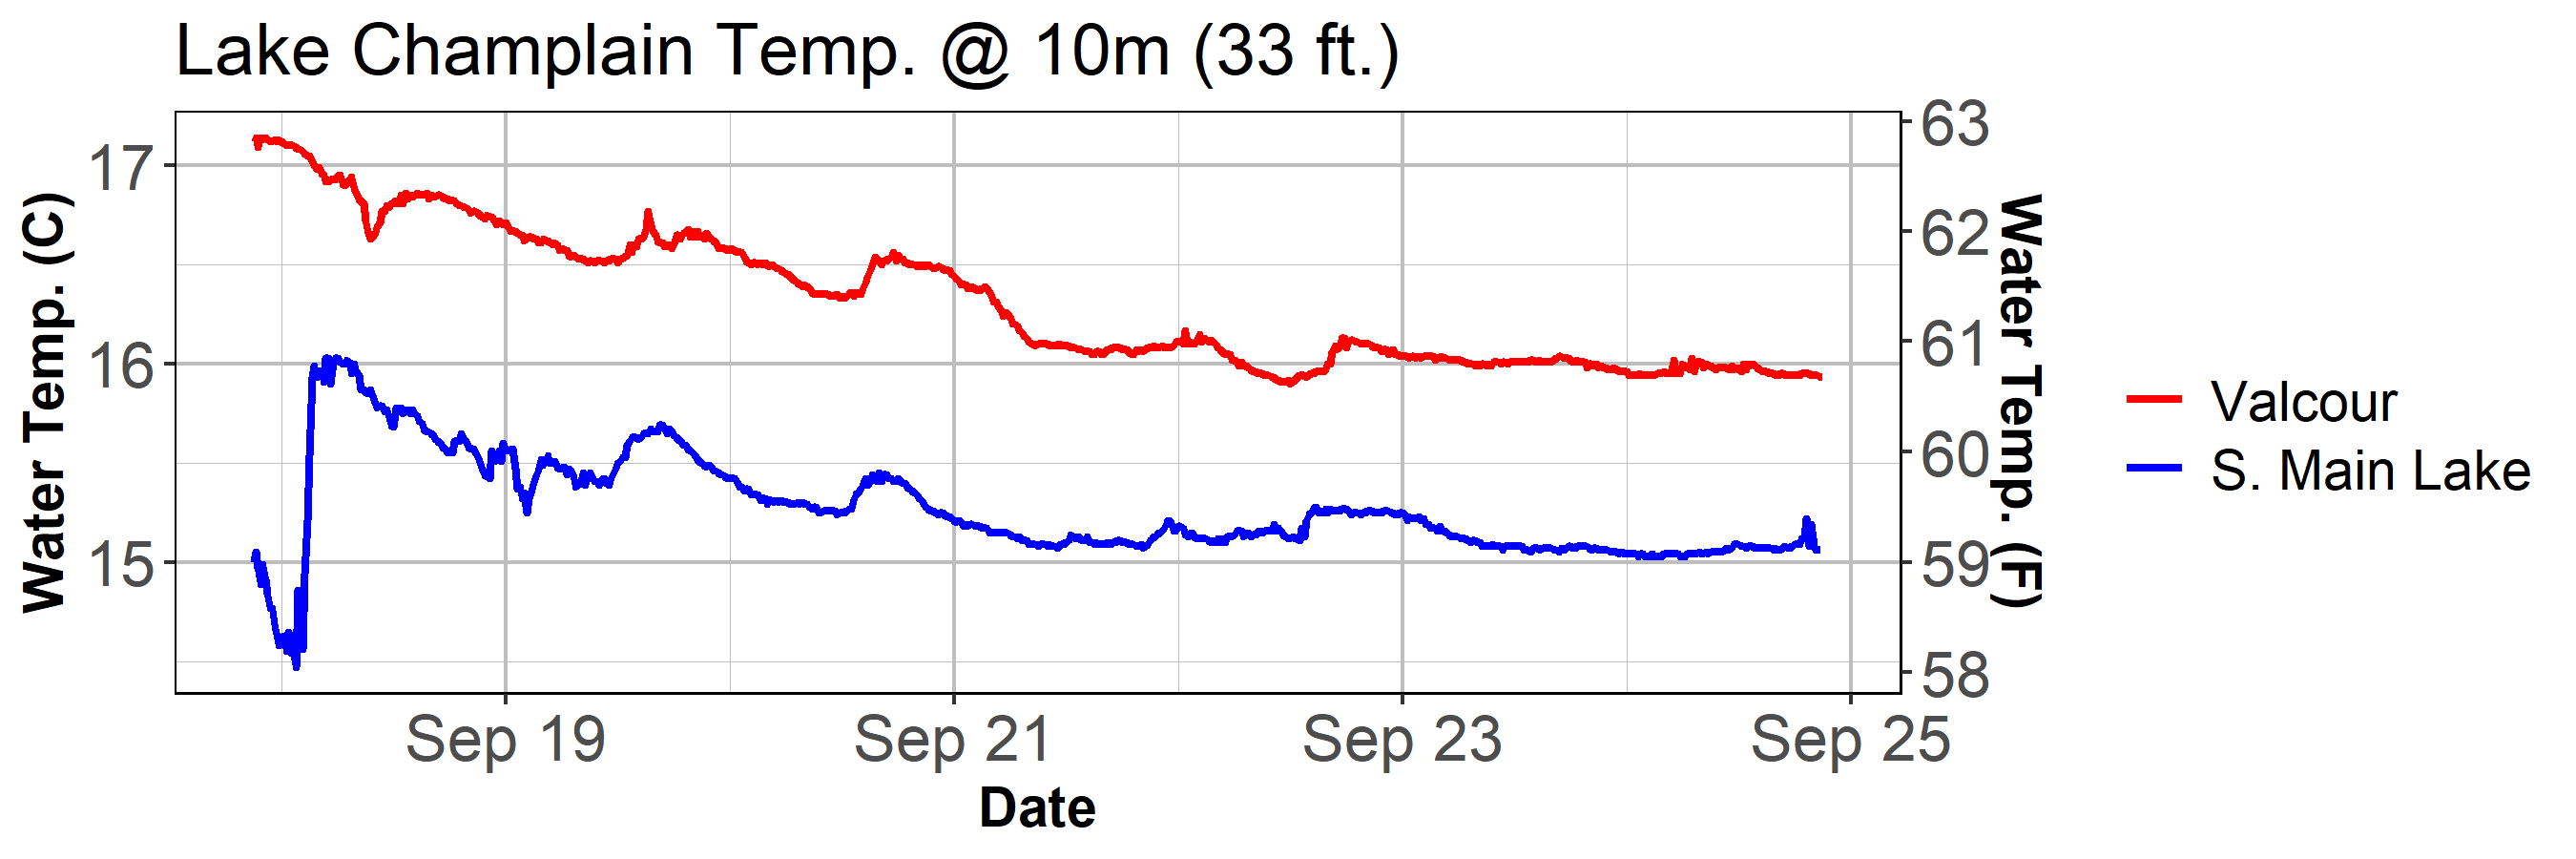 Lake Champlain Temp. @ 10m (33 ft.)
Water Temp. (C)
17
16
15
63
62
61
60
59
58
Water Temp. (F)
Sep 19 Sep 21 Sep 23 Sep 25
Date
Valcour
S. Main Lake